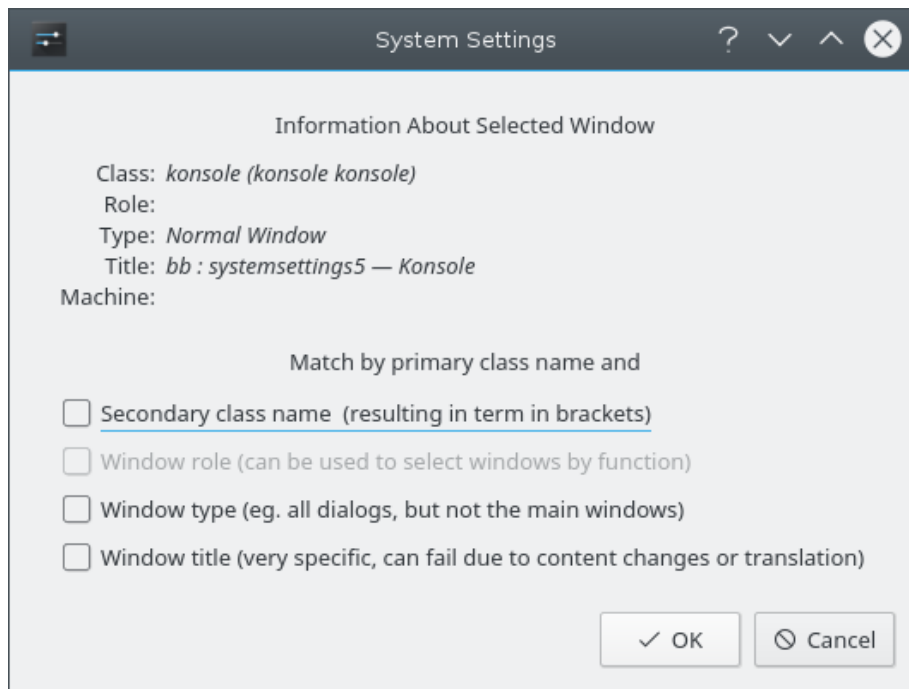 System Settings
Information About Selected Window
Class: konsole (konsole konsole)
Role:
Type: Normal Window
Title: bb : systemsettings5 — Konsole
Machine:
Match by primary class name and
Secondary class name (resulting in term in brackets)
Window role (can be used to select windows by function)
Window type (eg. all dialogs, but not the main windows)
Window title (very specific, can fail due to content changes or translation)
OK Cancel